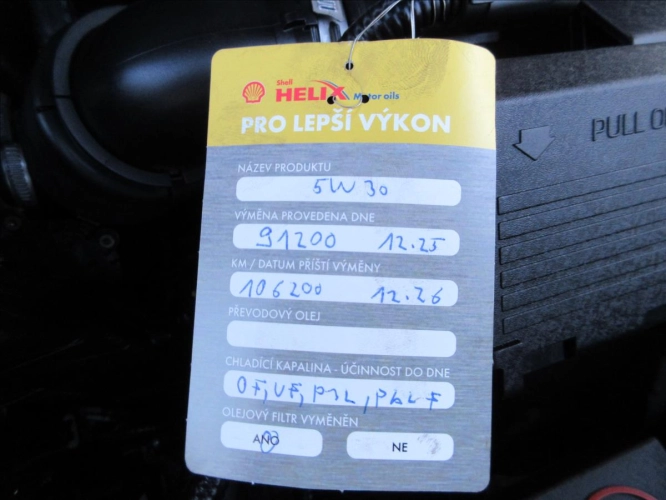 Shell
HELIX Motor oils
PRO LEPŠÍ VÝKON
NÁZEV PRODUKTU
5W30
VÝMĚNA PROVEDENA DNE
91200 12.25
KM / DATUM PŘÍŠTÍ VÝMĚNY
106200 12.26
PŘEVODOVÝ OLEJ
CHLADÍCÍ KAPALINA - ÚČINNOST DO DNE
OF, VF,
OLEJOVÝ FILTR VYMĚNĚN
ANO NE
PULL